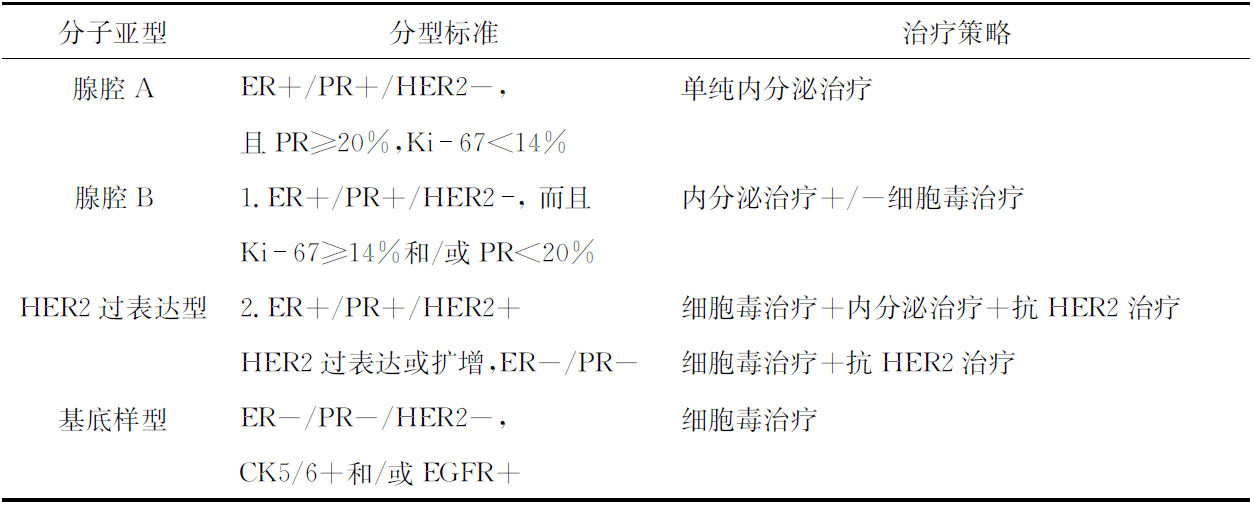 分子亚型 分型标准 治疗策略
腺腔 A ER+/PR+/HER2-, 单纯内分泌治疗
且 PR≥20%,Ki-67<14%
腺腔 B 1. ER+/PR+/HER2-, 而且 内分泌治疗+/-细胞毒治疗
Ki-67≥14%和/或 PR<20%
HER2 过表达型 2. ER+/PR+/HER2+ 细胞毒治疗+内分泌治疗+抗 HER2 治疗
HER2 过表达或扩增,ER-/PR- 细胞毒治疗+抗 HER2 治疗
基底样型 ER-/PR-/HER2-, 细胞毒治疗
CK5/6+和/或 EGFR+